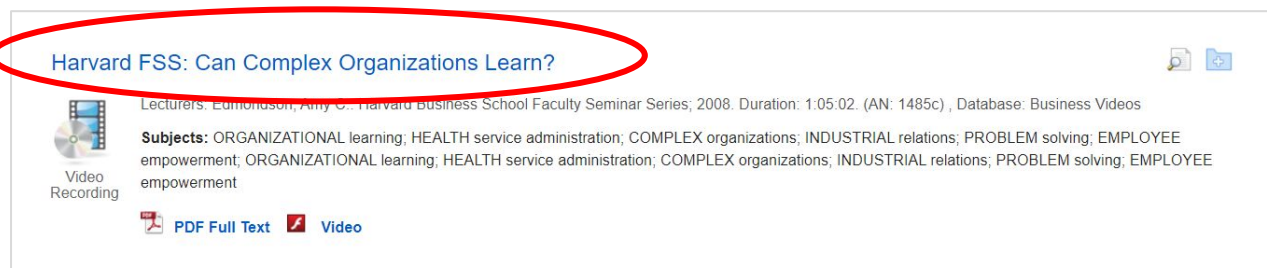 Harvard FSS: Can Complex Organizations Learn?
Lecturers: Edmondson, Amy C.. Harvard Business School Faculty Seminar Series; 2008. Duration: 1:05:02. (AN: 1485c) , Database: Business Videos
Subjects: ORGANIZATIONAL learning; HEALTH service administration; COMPLEX organizations; INDUSTRIAL relations; PROBLEM solving; EMPLOYEE
empowerment; ORGANIZATIONAL learning; HEALTH service administration; COMPLEX organizations; INDUSTRIAL relations; PROBLEM solving; EMPLOYEE
empowerment
Video
Recording
PDF Full Text Video